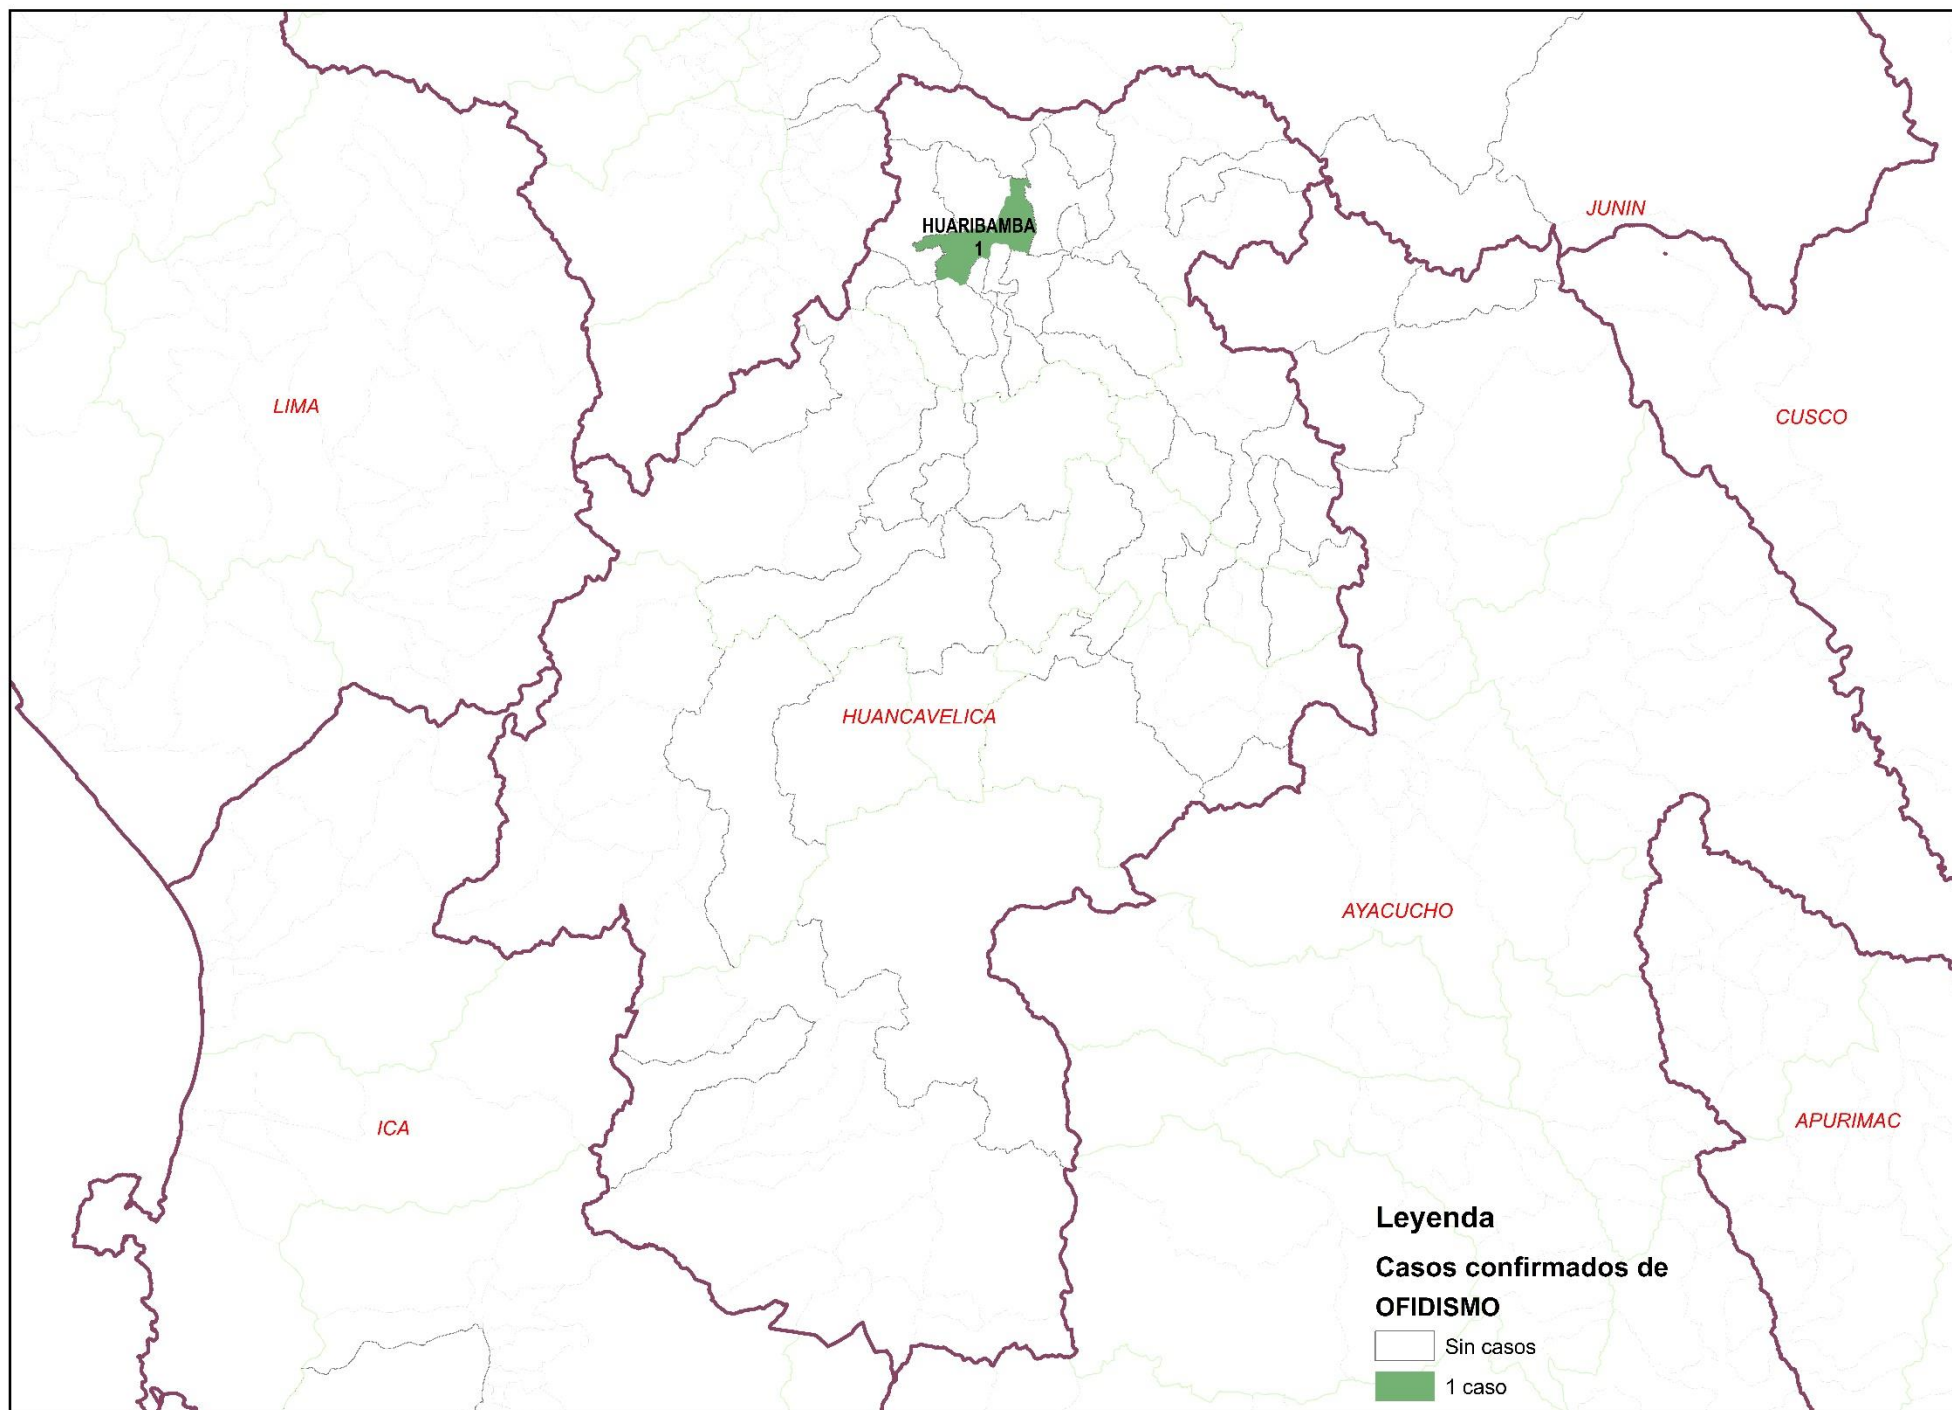 JUNIN
HUARIBAMBA
1
LIMA
CUSCO
HUANCAVELICA
AYACUCHO
ICA
APURIMAC
Leyenda
Casos confirmados de
OFIDISMO
Sin casos
1 caso